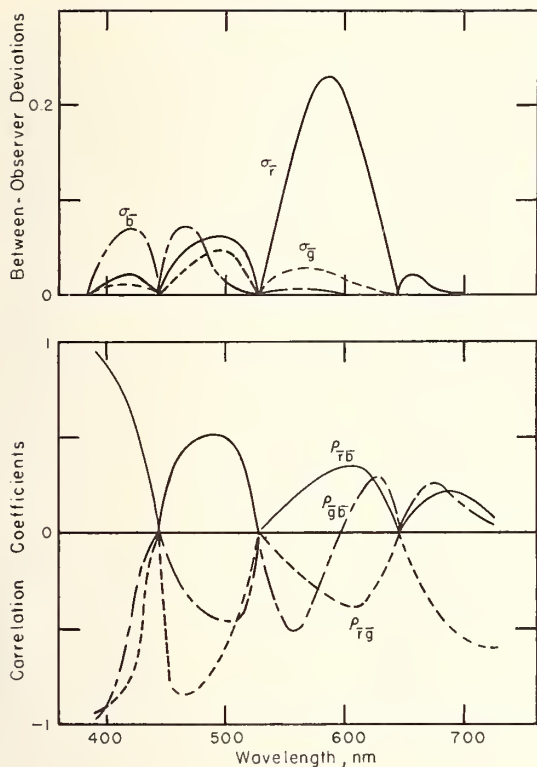 Between-Observer Deviations
0.2
0
σr̄
σb̄
σḡ
Carrelation Coefficients
1
0
-1
ρr̄b̄
ρḡb̄
ρr̄ḡ
400 500 600 700
Wavelength, nm